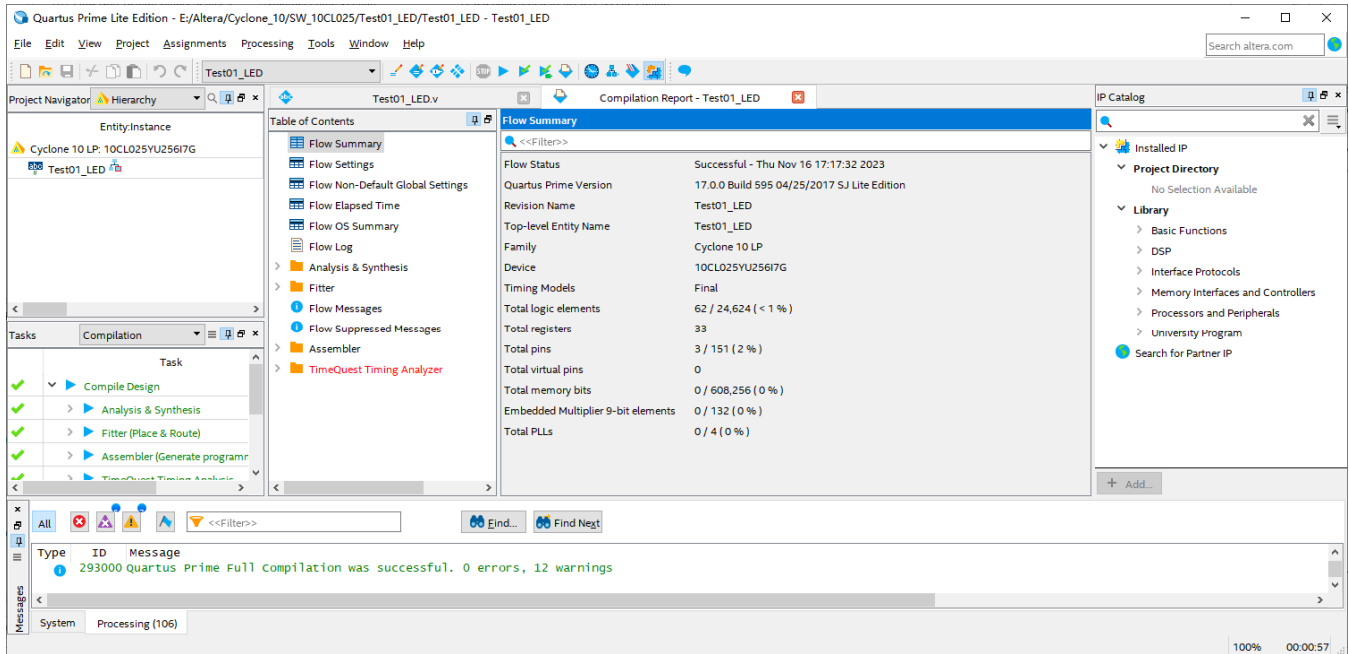 Quartus Prime Lite Edition - E:/Altera/Cyclone_10/SW_10CL025/Test01_LED/Test01_LED - Test01_LED
File Edit View Project Assignments Processing Tools Window Help
Search altera.com
Test01_LED
Project Navigator Hierarchy
Entity:Instance
Cyclone 10 LP: 10CL025YU256I7G
Test01_LED
Tasks Compilation
Task
Compile Design
Analysis & Synthesis
Fitter (Place & Route)
Assembler (Generate programr
TimeQuest Timing Analysis
Test01_LED.v
Compilation Report - Test01_LED
Table of Contents
Flow Summary
Flow Settings
Flow Non-Default Global Settings
Flow Elapsed Time
Flow OS Summary
Flow Log
Analysis & Synthesis
Fitter
Flow Messages
Flow Suppressed Messages
Assembler
TimeQuest Timing Analyzer
Flow Summary
<<Filter>>
Flow Status Successful - Thu Nov 16 17:17:32 2023
Quartus Prime Version 17.0.0 Build 595 04/25/2017 SJ Lite Edition
Revision Name Test01_LED
Top-level Entity Name Test01_LED
Family Cyclone 10 LP
Device 10CL025YU256I7G
Timing Models Final
Total logic elements 62 / 24,624 ( < 1 % )
Total registers 33
Total pins 3 / 151 ( 2 % )
Total virtual pins 0
Total memory bits 0 / 608,256 ( 0 % )
Embedded Multiplier 9-bit elements 0 / 132 ( 0 % )
Total PLLs 0 / 4 ( 0 % )
IP Catalog
Installed IP
Project Directory
No Selection Available
Library
Basic Functions
DSP
Interface Protocols
Memory Interfaces and Controllers
Processors and Peripherals
University Program
Search for Partner IP
+ Add...
All <<Filter>> Find... Find Next
Type ID Message
293000 Quartus Prime Full Compilation was successful. 0 errors, 12 warnings
Messages
System Processing (106)
100% 00:00:57